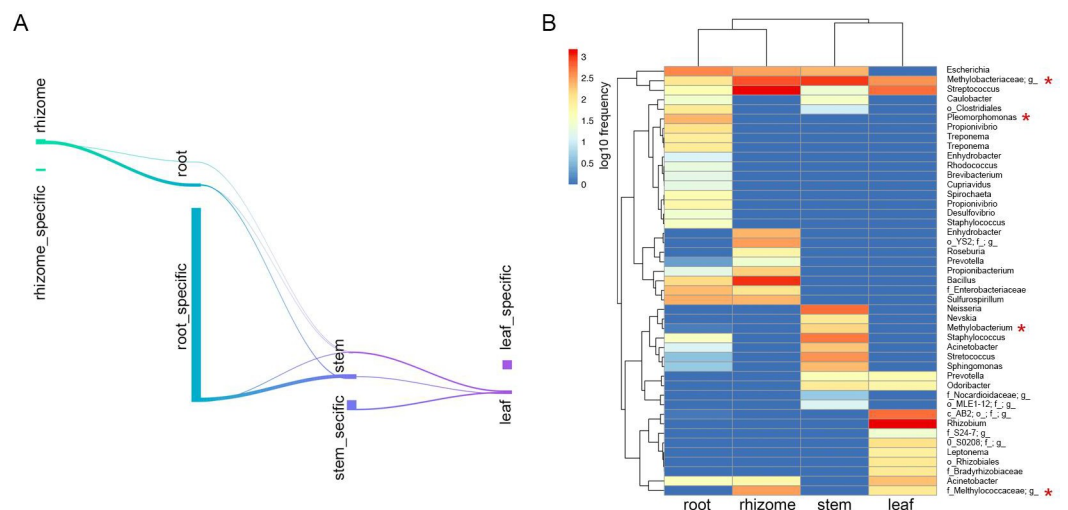 A
rhizome
rhizome_specific
root
root_specific
stem
stem_secific
leaf_specific
leaf
B
3
2.5
2
1.5
1
0.5
0
log10 frequency
Escherichia
Methylobacteriaceae; g_ *
Streptococcus
Caulobacter
o_Clostridiales
Pleomorphomonas *
Propionivibrio
Treponema
Treponema
Enhydrobacter
Rhodococcus
Brevibacterium
Cupriavidus
Spirochaeta
Propionivibrio
Desulfovibrio
Staphylococcus
Enhydrobacter
o_YS2; f_; g_
Roseburia
Prevotella
Propionibacterium
Bacillus
f_Enterobacteriaceae
Sulfurospirillum
Neisseria
Nevskia
Methylobacterium *
Staphylococcus
Acinetobacter
Stretococcus
Sphingomonas
Prevotella
Odoribacter
f_Nocardioidaceae; g_
o_MLE1-12; f_; g_
c_AB2; o_; f_; g_
Rhizobium
f_S24-7; g_
0_S0208; f_; g_
Leptonema
o_Rhizobiales
f_Bradyrhizobiaceae
Acinetobacter
f_Melthylococcaceae; g_ *
root rhizome stem leaf